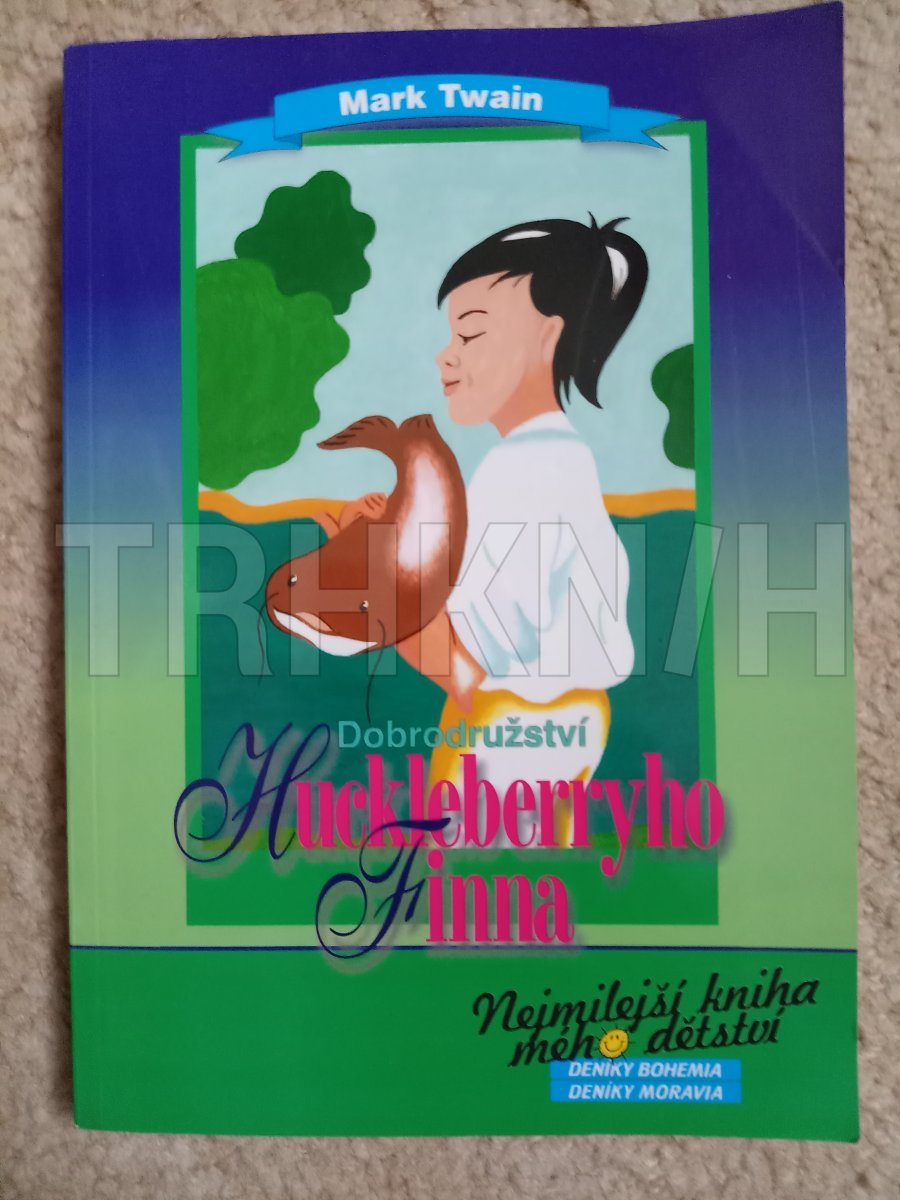 Mark Twain
TRHKNIH
Dobrodružství
Huckleberryho
Finna
Nejmilejší kniha
mého dětství
DENÍKY BOHEMIA
DENÍKY MORAVIA